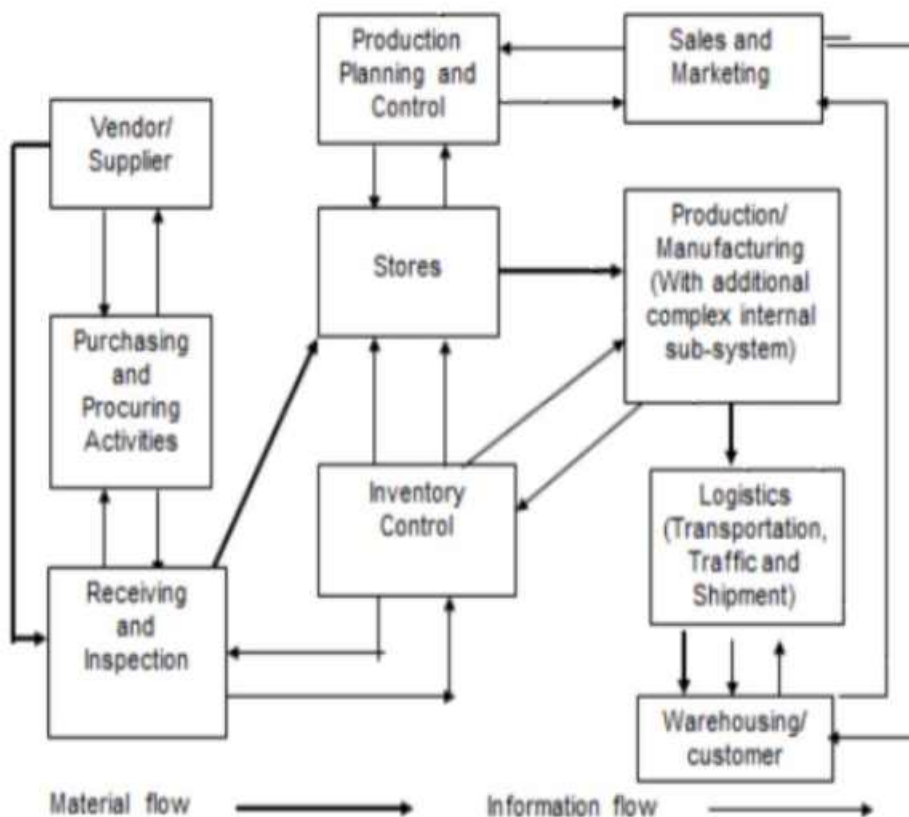 Production
Planning and
Control
Sales and
Marketing
Vendor/
Supplier
Stores
Production/
Manufacturing
(With additional
complex internal
sub-system)
Purchasing
and
Procuring
Activities
Inventory
Control
Logistics
(Transportation,
Traffic and
Shipment)
Receiving
and
Inspection
Warehousing/
customer
Material flow
Information flow